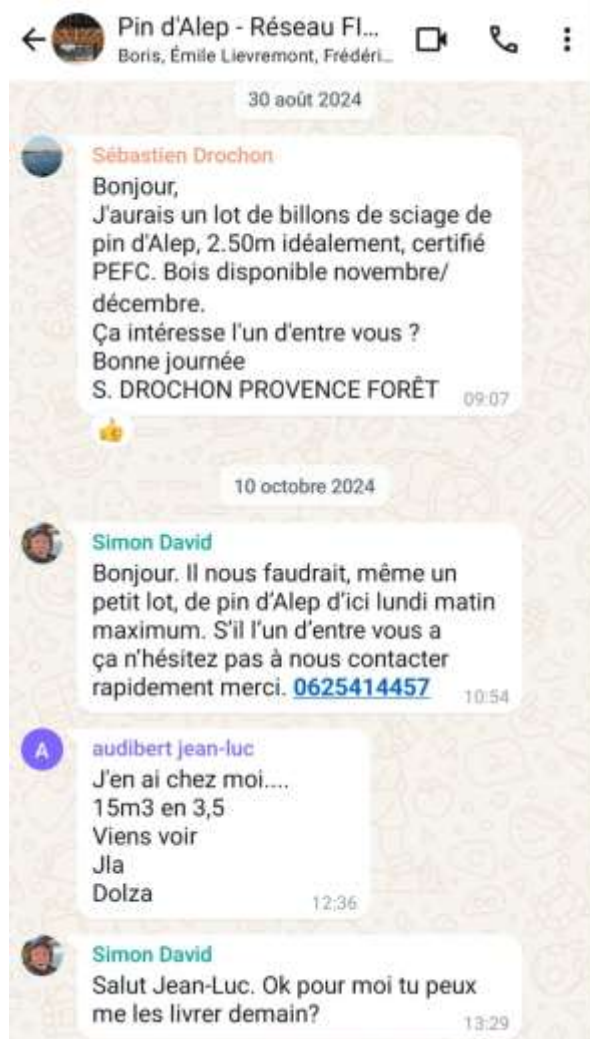 Pin d'Alep - Réseau FI...
Boris, Émile Lievremont, Frédéri...
30 août 2024
Sébastien Drochon
Bonjour,
J'aurais un lot de billons de sciage de
pin d'Alep, 2.50m idéalement, certifié
PEFC. Bois disponible novembre/
décembre.
Ça intéresse l'un d'entre vous ?
Bonne journée
S. DROCHON PROVENCE FORÊT
09:07
10 octobre 2024
Simon David
Bonjour. Il nous faudrait, même un
petit lot, de pin d'Alep d'ici lundi matin
maximum. S'il l'un d'entre vous a
ça n'hésitez pas à nous contacter
rapidement merci. 0625414457
10:54
A
audibert jean-luc
J'en ai chez moi....
15m3 en 3,5
Viens voir
Jla
Dolza
12:36
Simon David
Salut Jean-Luc. Ok pour moi tu peux
me les livrer demain?
13:29